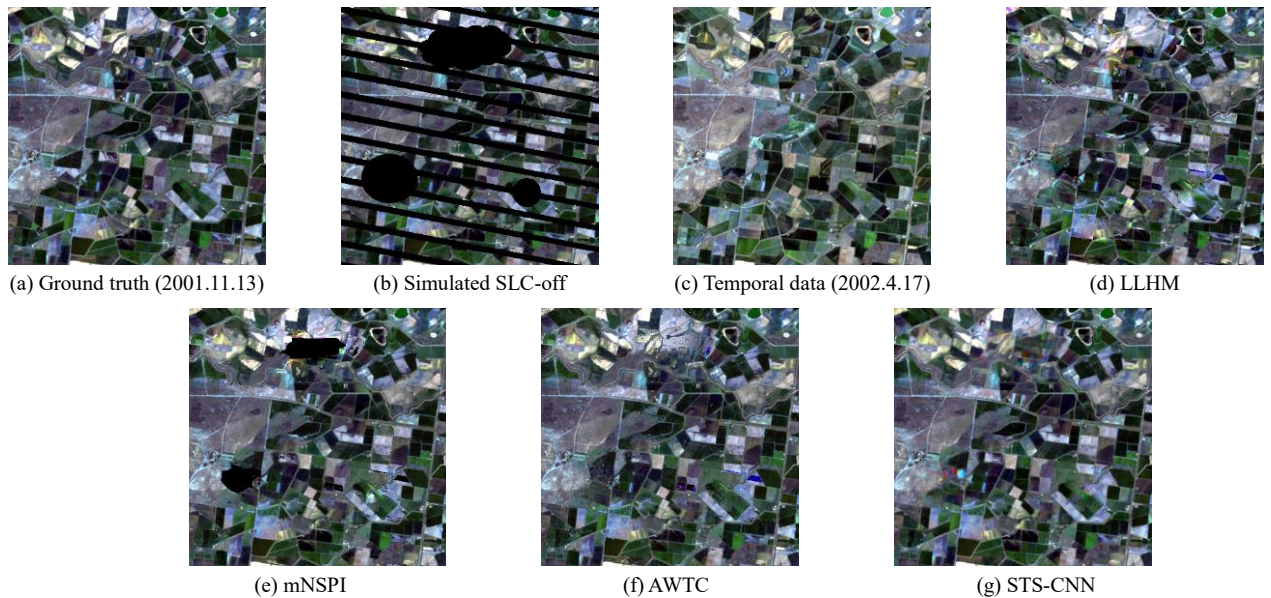 (a) Ground truth (2001.11.13)
(b) Simulated SLC-off
(c) Temporal data (2002.4.17)
(d) LLHM
(e) mNSPI
(f) AWTC
(g) STS-CNN